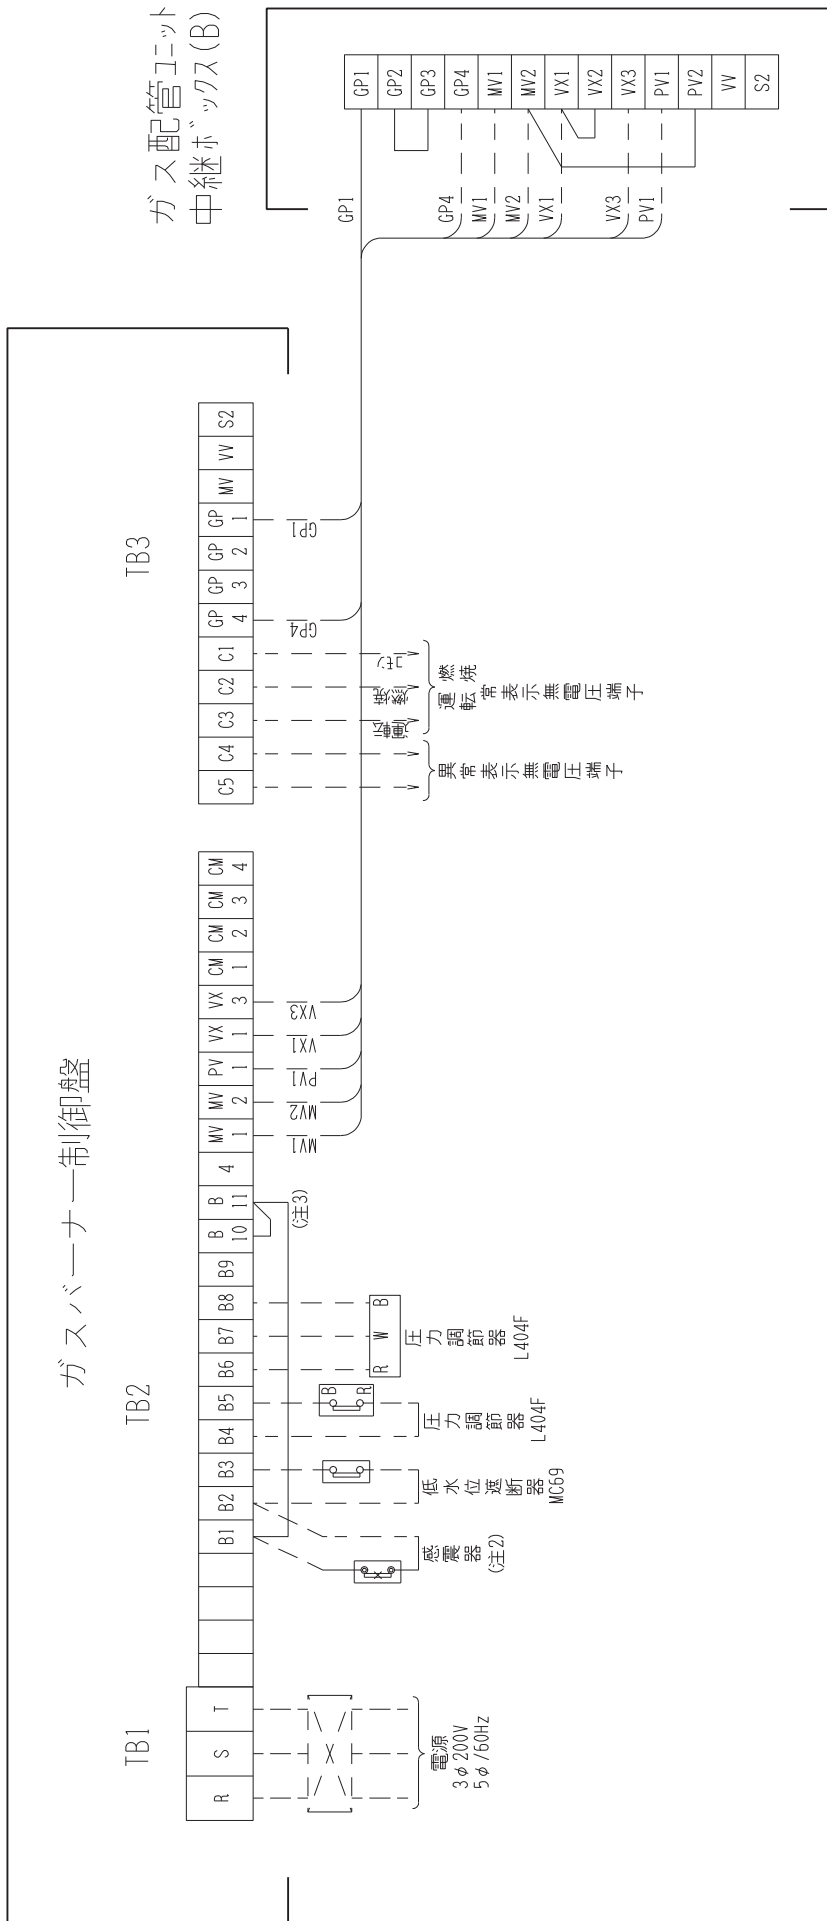 ガスバーナー制御盤
TB1
R
S
T
TB2
B1
B2
B3
B4
B5
B6
B7
B8
B9
B
10
B
11
4
MV
1
MV
2
PV
1
VX
1
VX
3
CM
1
CM
2
CM
3
CM
4
TB3
C5
C4
C3
C2
C1
GP
4
GP
3
GP
2
GP
1
MV
VV
S2
電源
3φ200V
5φ/60Hz
感震器
(注2)
低水位遮断器
MC69
B
R
圧力調節器
L404F
R
W
B
圧力調節器
L404F
(注3)
MV1
MV2
PV1
VX1
VX3
異常表示無電圧端子
運転
燃焼
コモン
燃焼
運転常表示無電圧端子
GP4
GP1
ガス配管ユニット
中継ボックス(B)
GP1
GP4
MV1
MV2
VX1
VX3
PV1
GP1
GP2
GP3
GP4
MV1
MV2
VX1
VX2
VX3
PV1
PV2
VV
S2